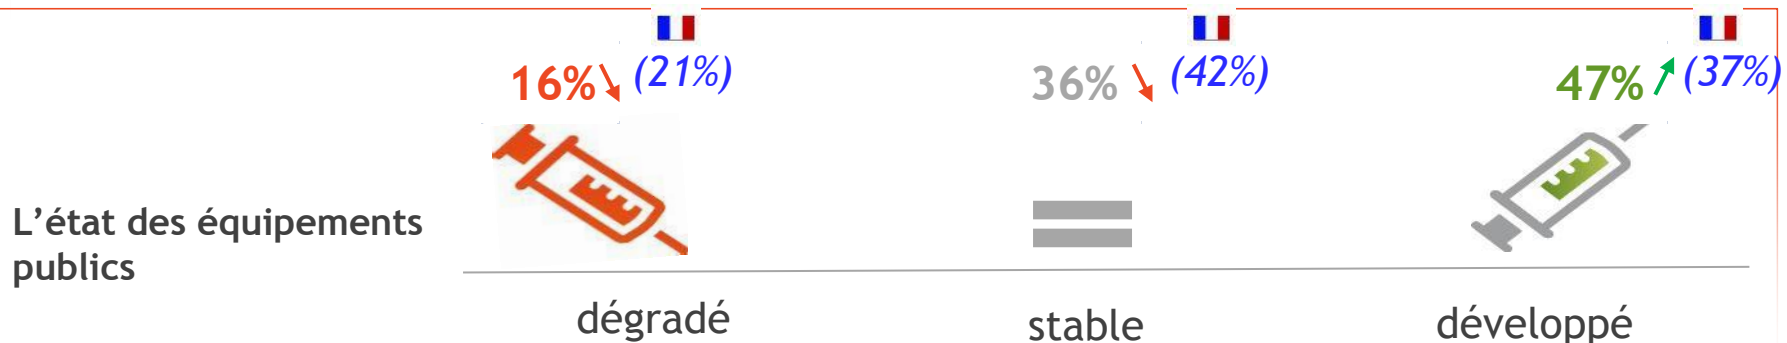 16% (21%)
36% (42%)
47% (37%)
L’état des équipements
publics
dégradé
stable
développé